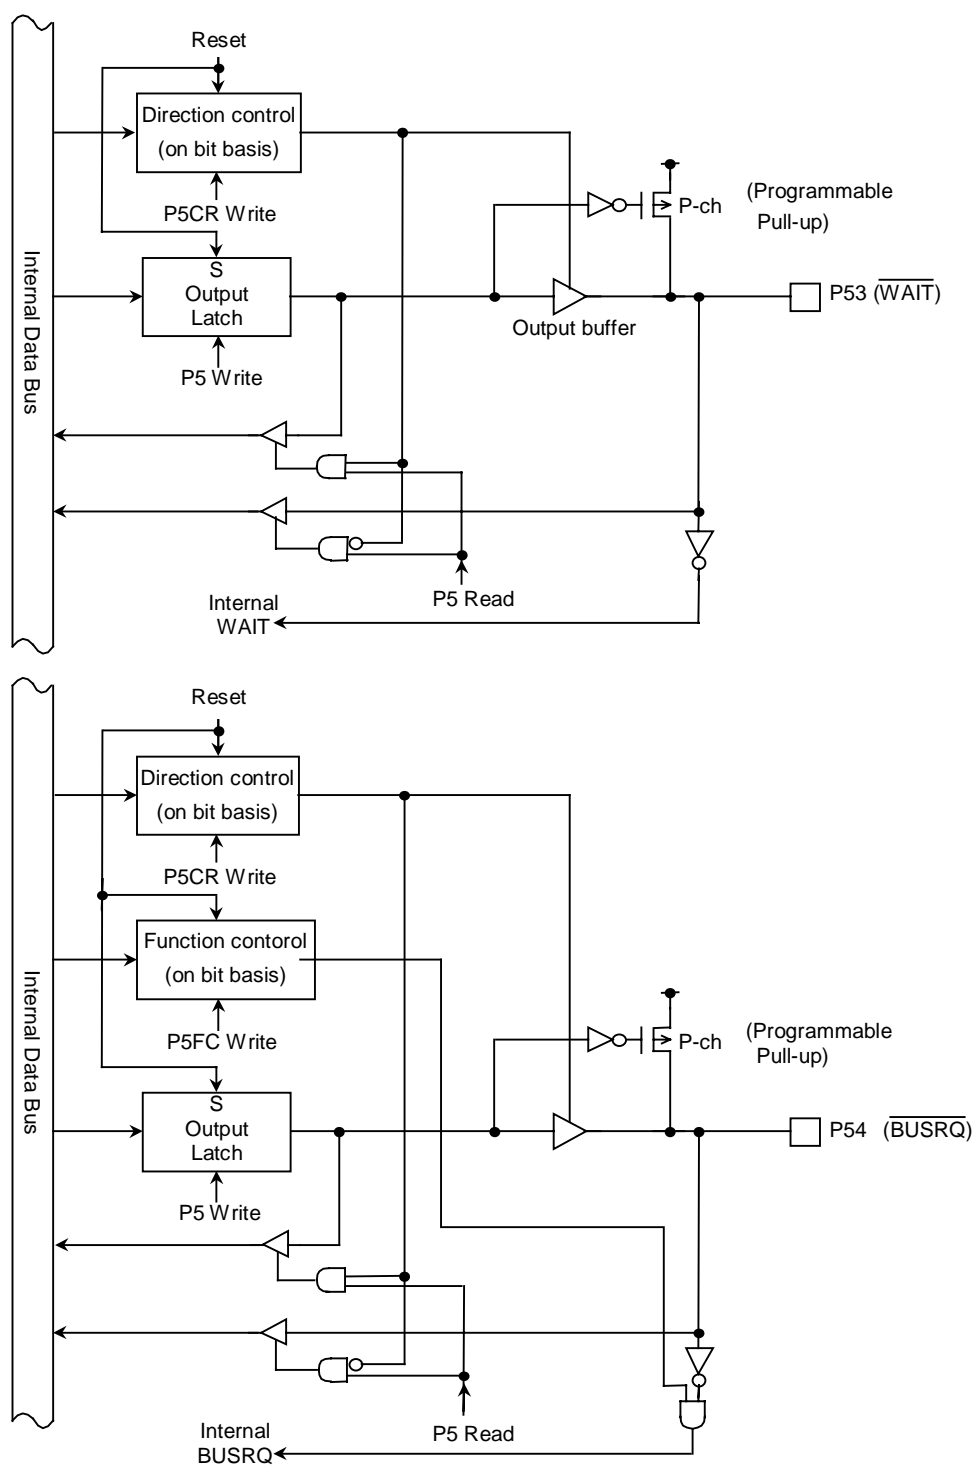 Reset
Direction control
(on bit basis)
P5CR Write
P-ch
(Programmable
Pull-up)
Internal Data Bus
S
Output
Latch
P5 Write
Output buffer
P53 (WAIT)
P5 Read
Internal
WAIT
Reset
Direction control
(on bit basis)
P5CR Write
Function contorol
(on bit basis)
P5FC Write
P-ch
(Programmable
Pull-up)
Internal Data Bus
S
Output
Latch
P5 Write
P54 (BUSRQ)
P5 Read
Internal
BUSRQ